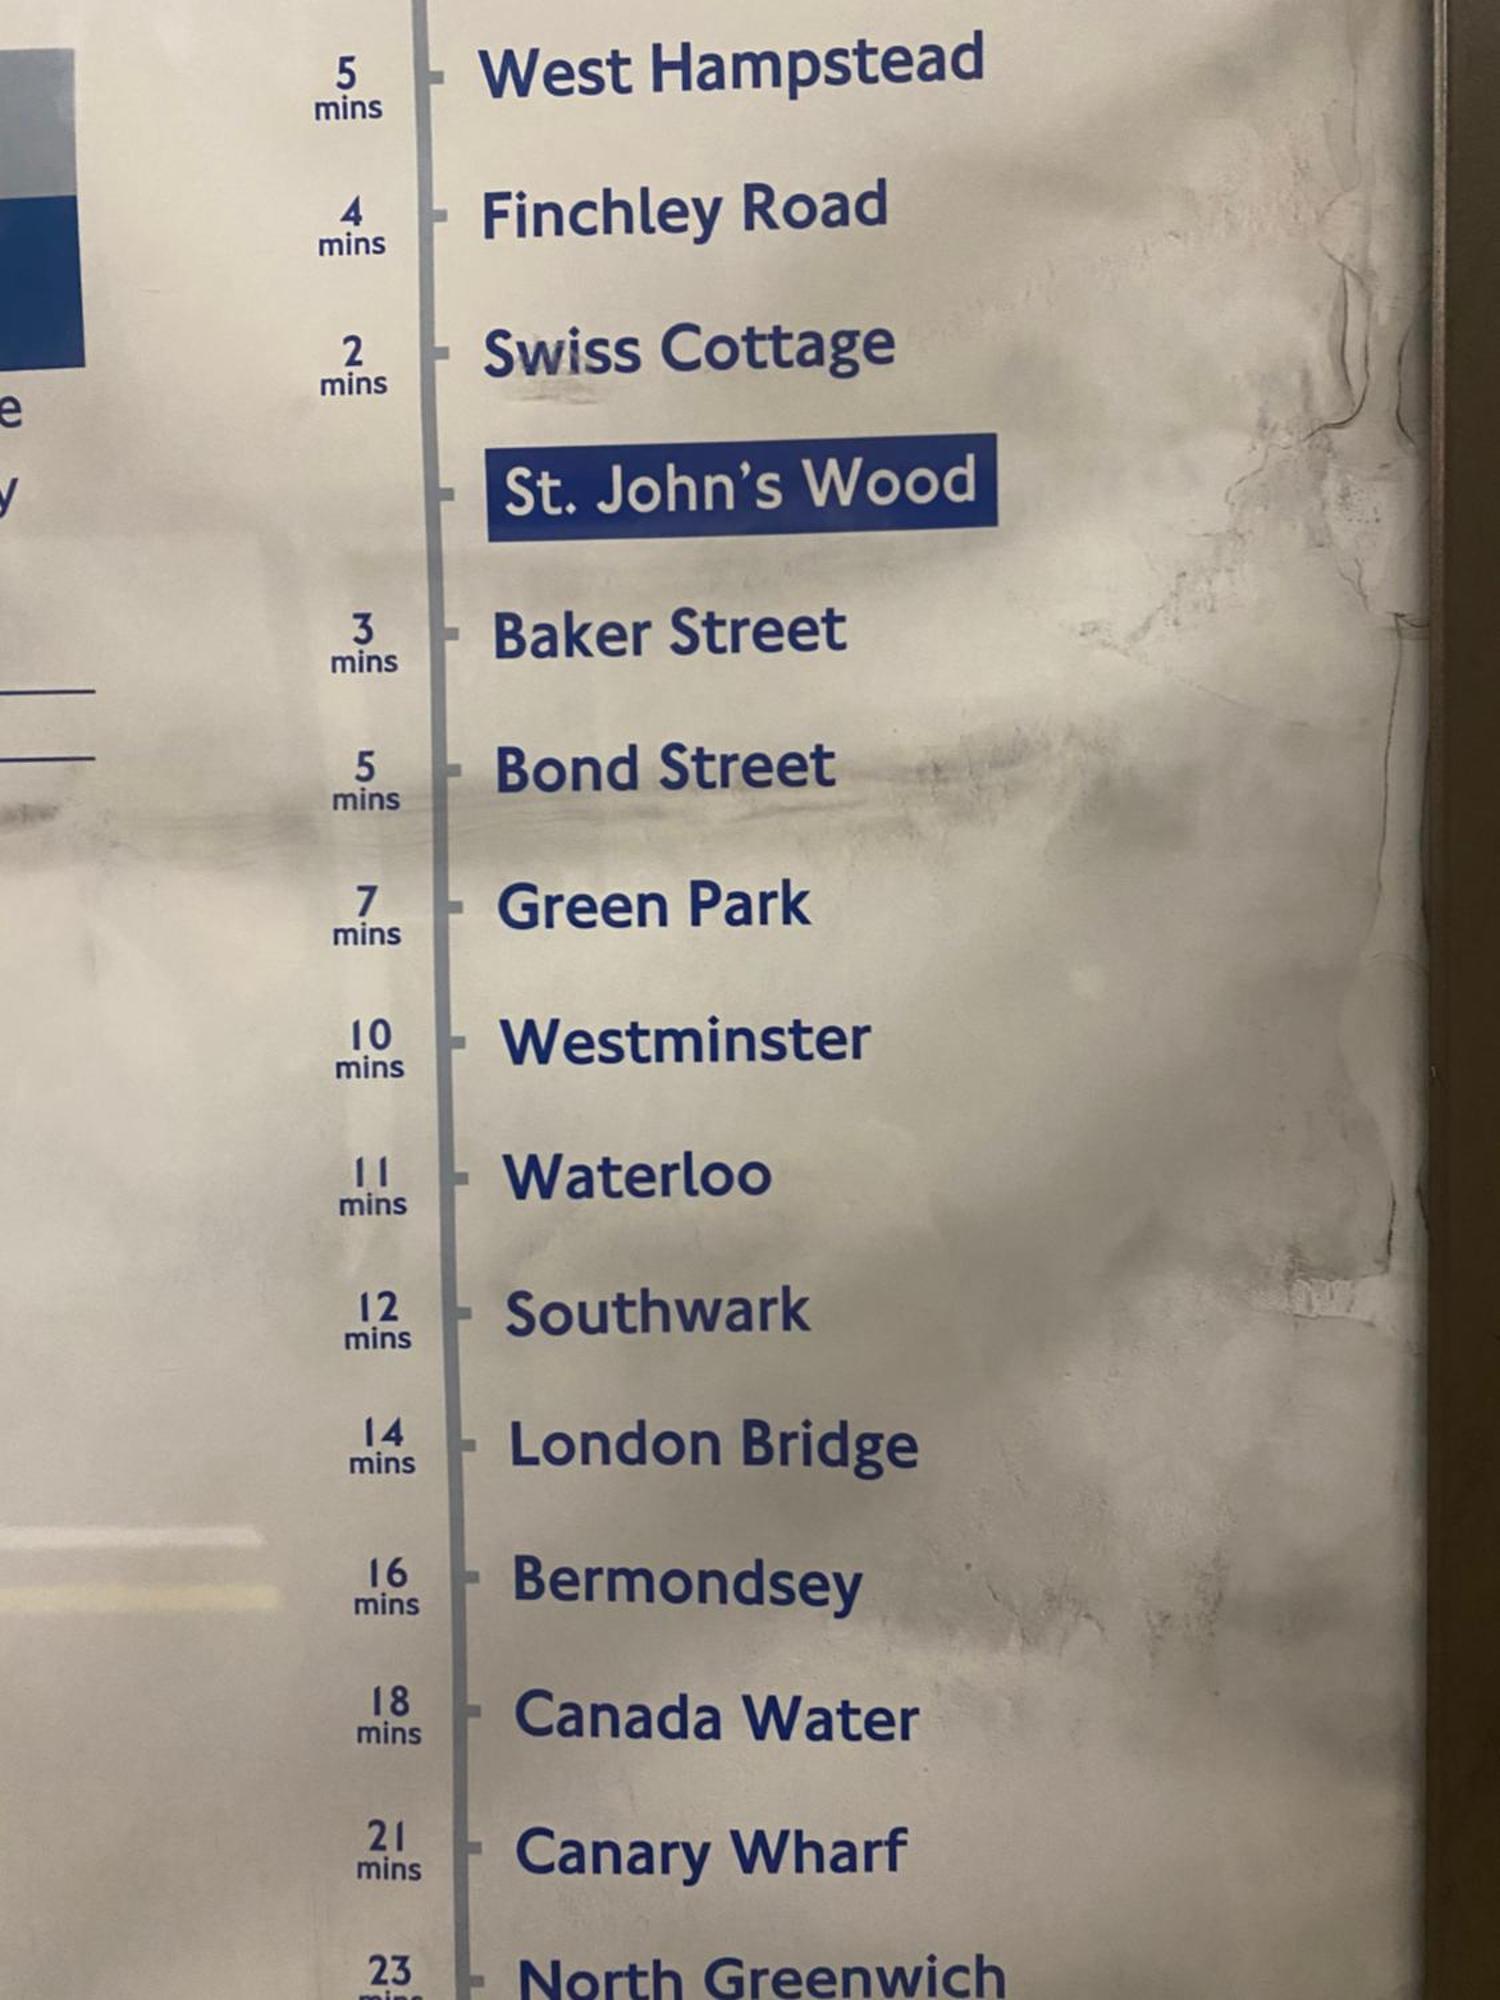 5 mins West Hampstead
4 mins Finchley Road
2 mins Swiss Cottage
St. John's Wood
3 mins Baker Street
5 mins Bond Street
7 mins Green Park
10 mins Westminster
11 mins Waterloo
12 mins Southwark
14 mins London Bridge
16 mins Bermondsey
18 mins Canada Water
21 mins Canary Wharf
23 mins North Greenwich
e
y